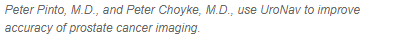 Peter Pinto, M.D., and Peter Choyke, M.D., use UroNav to improve
accuracy of prostate cancer imaging.